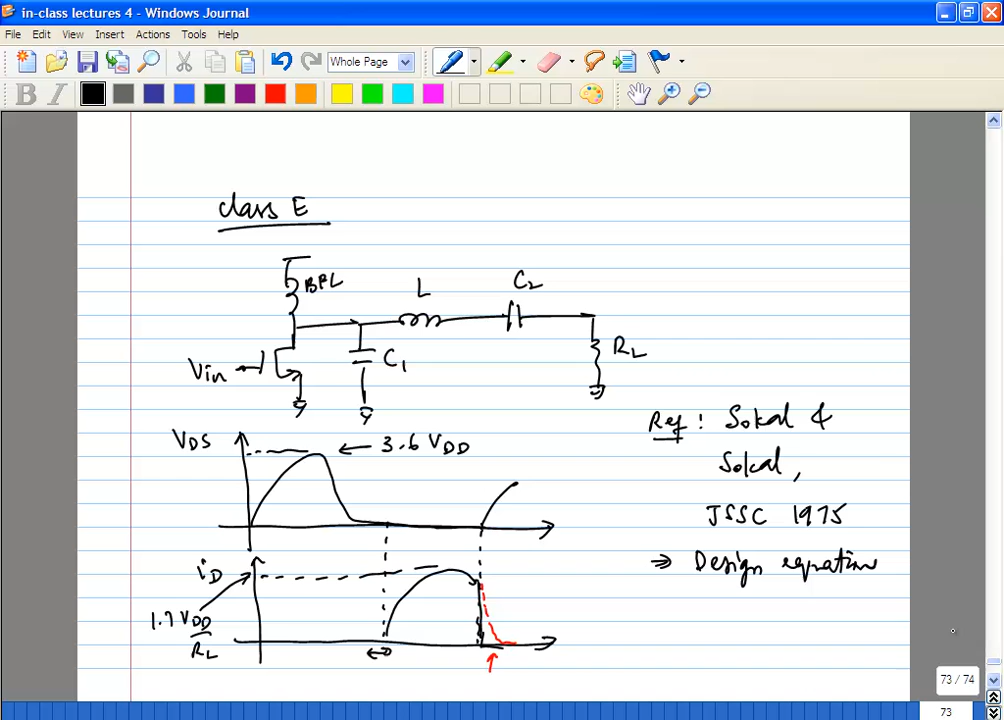 in-class lectures 4 - Windows Journal
File Edit View Insert Actions Tools Help
Whole Page
B I
class E
BFL
L
C2
Vin
C1
RL
VDS
3.6 VDD
Ref: Sokal &
Sokal,
JSSC 1975
⇒ Design equations
iD
1.7 VDD
RL
73 / 74
73